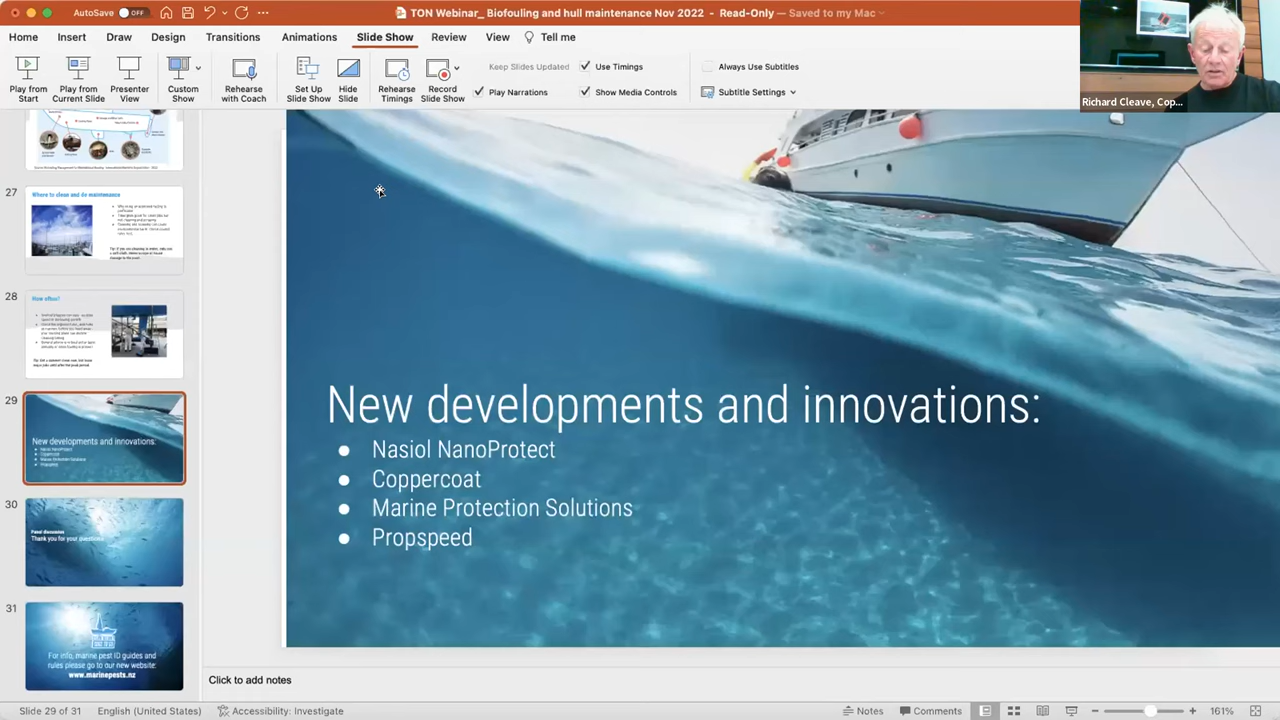 AutoSave OFF
TON Webinar_ Biofouling and hull maintenance Nov 2022 - Read-Only — Saved to my Mac
Home Insert Draw Design Transitions Animations Slide Show Review View Tell me
Play from Start
Play from Current Slide
Presenter View
Custom Show
Rehearse with Coach
Set Up Slide Show
Hide Slide
Rehearse Timings
Record Slide Show
Keep Slides Updated
Use Timings
Always Use Subtitles
Play Narrations
Show Media Controls
Subtitle Settings
Richard Cleave, Cop...
27
Where to clean and do maintenance
28
How often?
29
New developments and innovations:
Nasiol NanoProtect
Coppercoat
Marine Protection Solutions
Propspeed
30
Panel discussion
Thank you for your questions
31
For info, marine pest ID guides and
rules please go to our new website:
www.marinepests.nz
New developments and innovations:
● Nasiol NanoProtect
● Coppercoat
● Marine Protection Solutions
● Propspeed
Click to add notes
Slide 29 of 31 English (United States) Accessibility: Investigate Notes Comments 161%